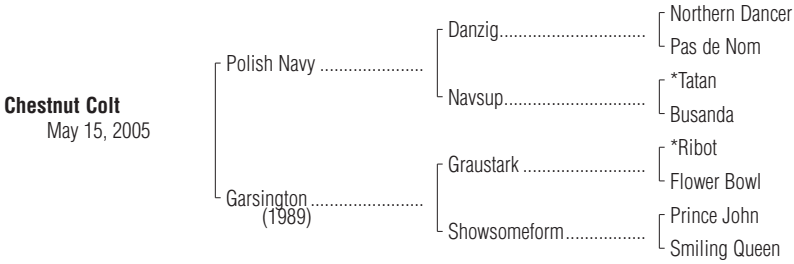 Northern Dancer
Danzig..............................
Pas de Nom
Polish Navy ......................
*Tatan
Navsup..............................
Busanda
Chestnut Colt
May 15, 2005
*Ribot
Graustark ..........................
Flower Bowl
Garsington........................
(1989)
Prince John
Showsomeform.................
Smiling Queen